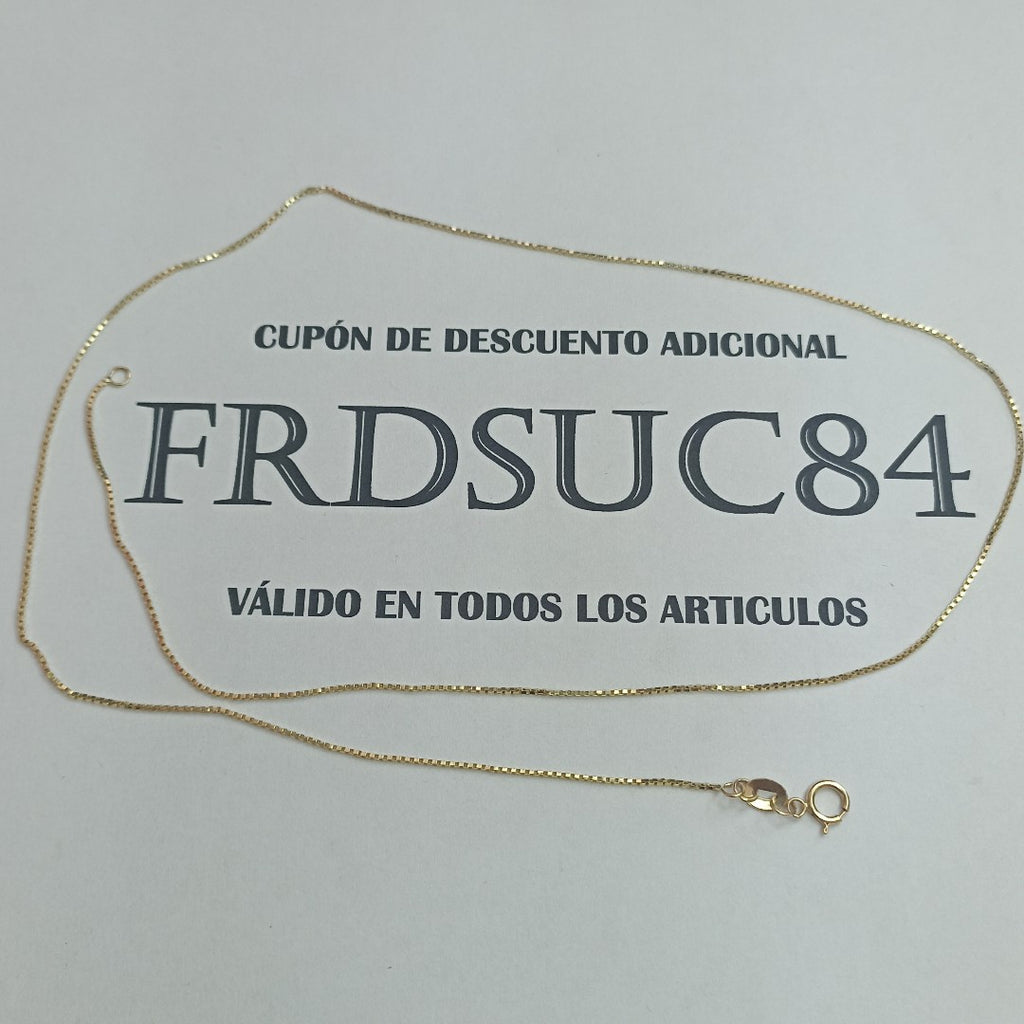 CUPÓN DE DESCUENTO ADICIONAL
FRDSUC84
VÁLIDO EN TODOS LOS ARTICULOS